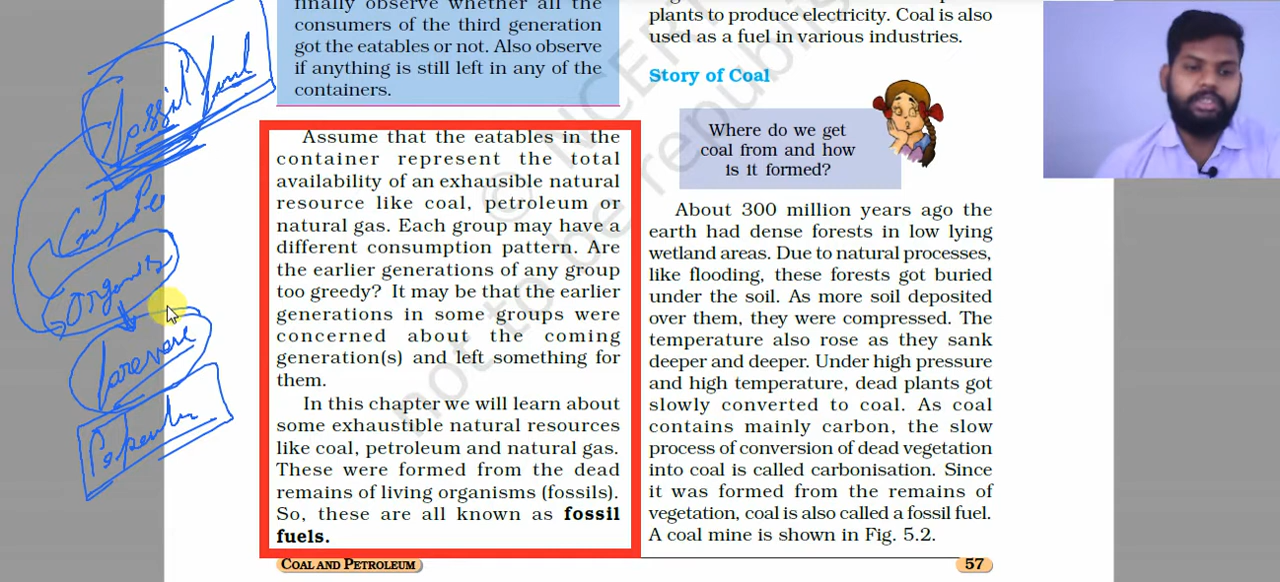 finally observe whether all the
consumers of the third generation
got the eatables or not. Also observe
if anything is still left in any of the
containers.
Assume that the eatables in the
container represent the total
availability of an exhausible natural
resource like coal, petroleum or
natural gas. Each group may have a
different consumption pattern. Are
the earlier generations of any group
too greedy? It may be that the earlier
generations in some groups were
concerned about the coming
generation(s) and left something for
them.
In this chapter we will learn about
some exhaustible natural resources
like coal, petroleum and natural gas.
These were formed from the dead
remains of living organisms (fossils).
So, these are all known as fossil
fuels.
COAL AND PETROLEUM
plants to produce electricity. Coal is also
used as a fuel in various industries.
Story of Coal
Where do we get
coal from and how
is it formed?
About 300 million years ago the
earth had dense forests in low lying
wetland areas. Due to natural processes,
like flooding, these forests got buried
under the soil. As more soil deposited
over them, they were compressed. The
temperature also rose as they sank
deeper and deeper. Under high pressure
and high temperature, dead plants got
slowly converted to coal. As coal
contains mainly carbon, the slow
process of conversion of dead vegetation
into coal is called carbonisation. Since
it was formed from the remains of
vegetation, coal is also called a fossil fuel.
A coal mine is shown in Fig. 5.2.
57
© NCERT
not to be republis
Fossil